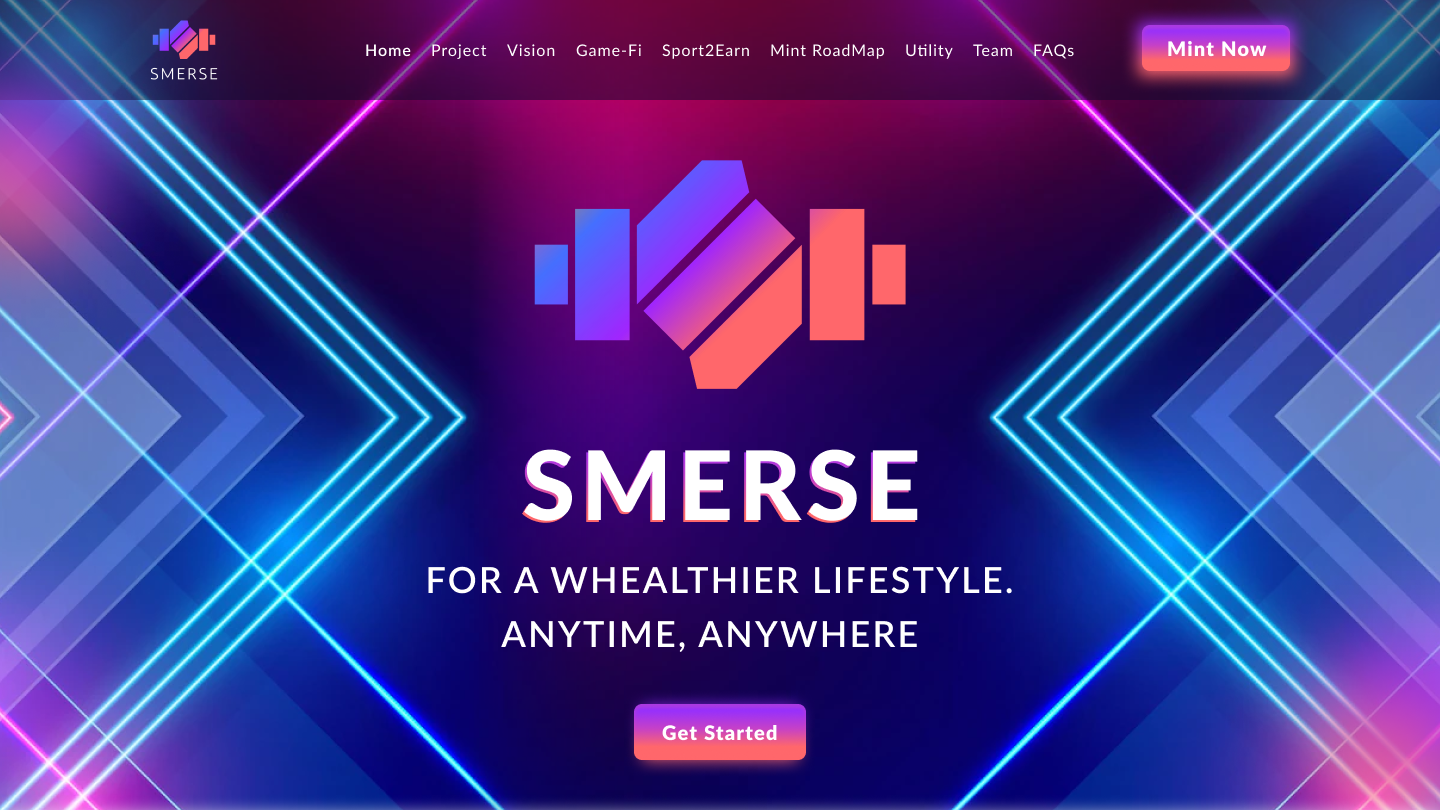 SMERSE
Home Project Vision Game-Fi Sport2Earn Mint RoadMap Utility Team FAQs
Mint Now
SMERSE
FOR A WHEALTHIER LIFESTYLE.
ANYTIME, ANYWHERE
Get Started